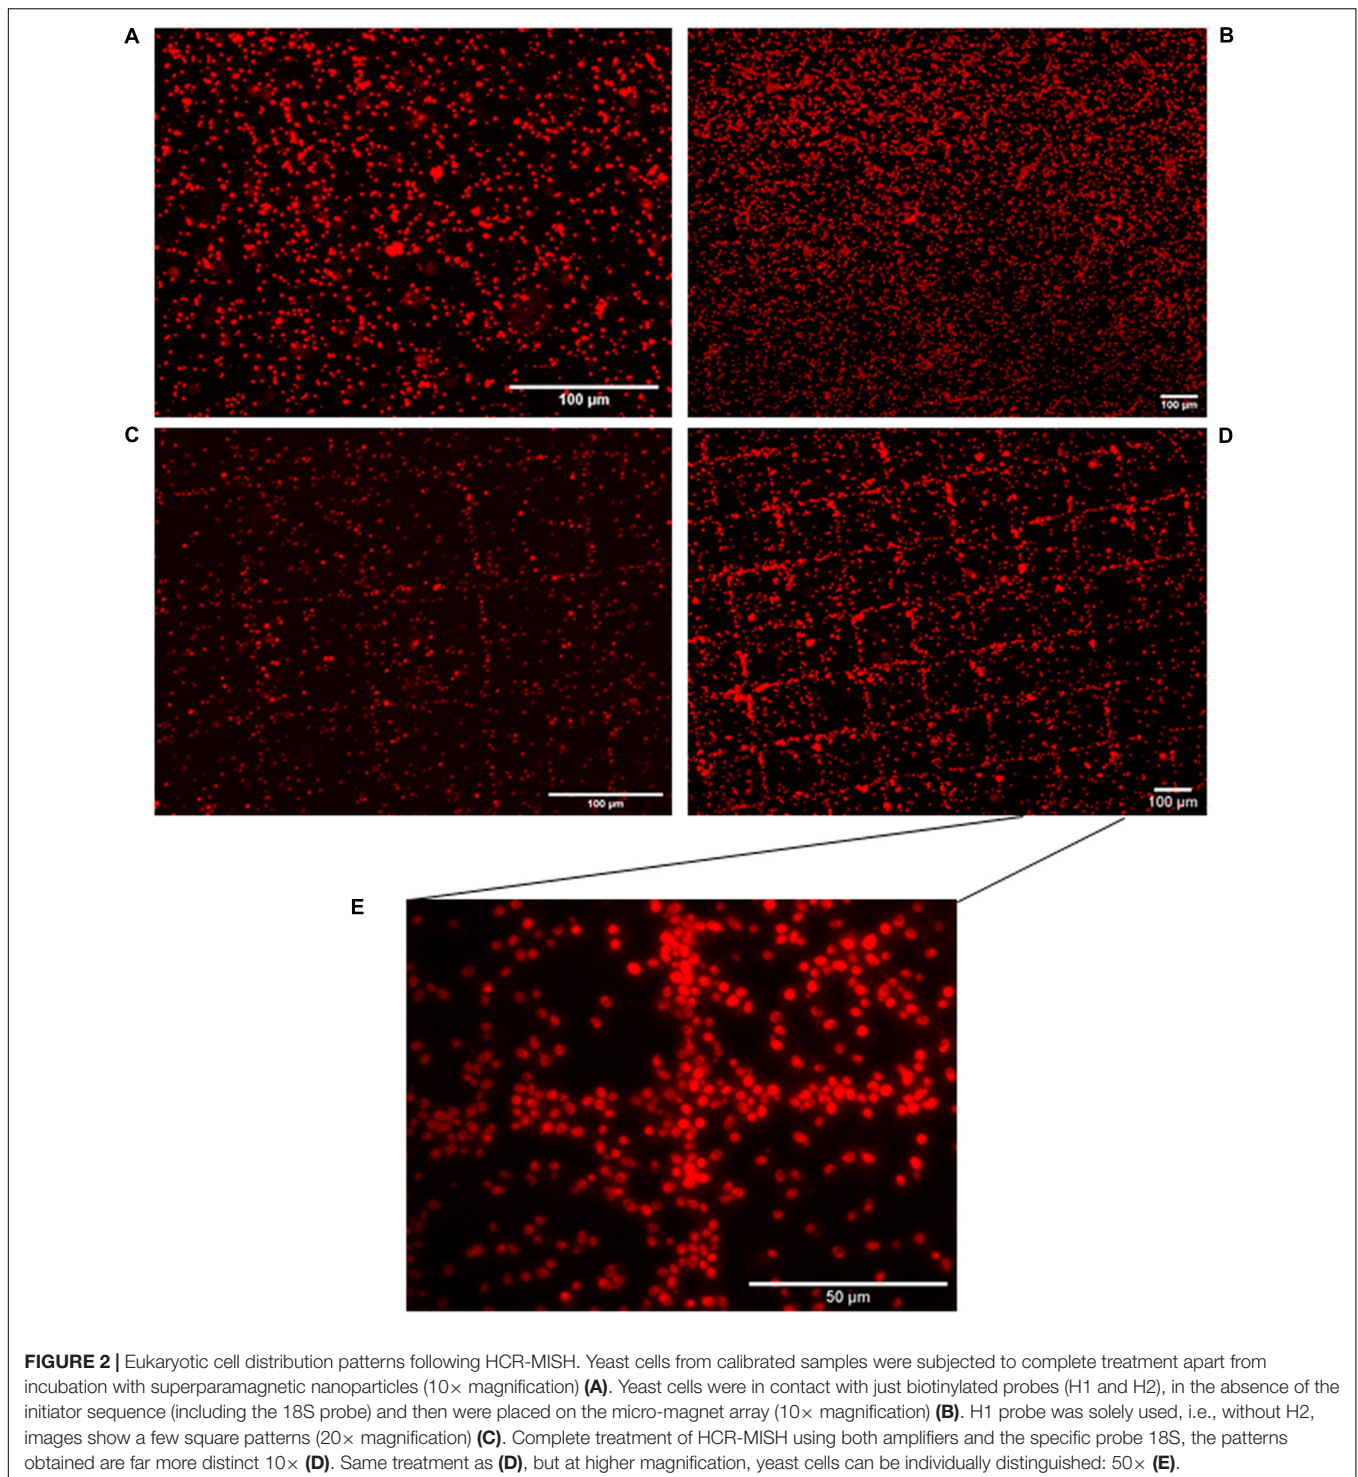 A
B
100 µm
100 µm
C
D
100 µm
100 µm
E
50 µm
FIGURE 2 | Eukaryotic cell distribution patterns following HCR-MISH. Yeast cells from calibrated samples were subjected to complete treatment apart from
incubation with superparamagnetic nanoparticles (10× magnification) (A). Yeast cells were in contact with just biotinylated probes (H1 and H2), in the absence of the
initiator sequence (including the 18S probe) and then were placed on the micro-magnet array (10× magnification) (B). H1 probe was solely used, i.e., without H2,
images show a few square patterns (20× magnification) (C). Complete treatment of HCR-MISH using both amplifiers and the specific probe 18S, the patterns
obtained are far more distinct 10× (D). Same treatment as (D), but at higher magnification, yeast cells can be individually distinguished: 50× (E).